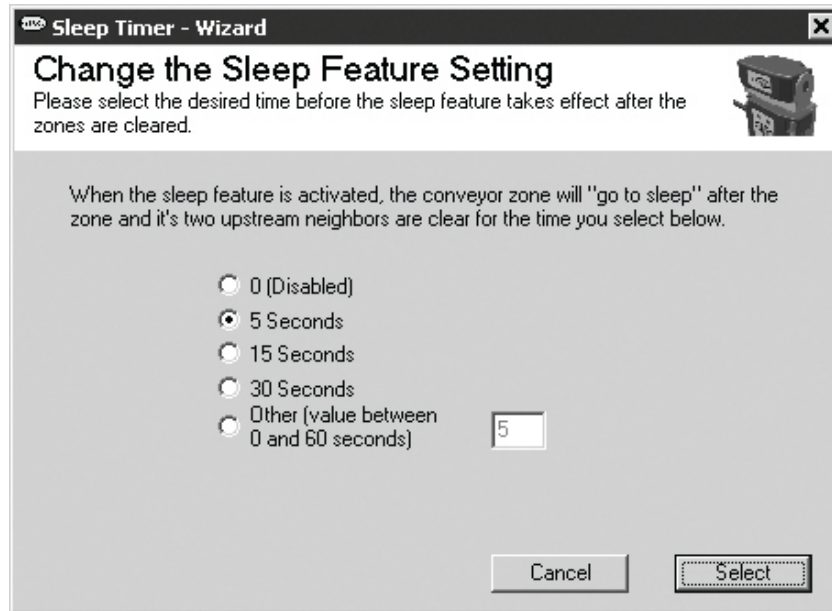 Sleep Timer - Wizard
Change the Sleep Feature Setting
Please select the desired time before the sleep feature takes effect after the
zones are cleared.
When the sleep feature is activated, the conveyor zone will "go to sleep" after the
zone and it's two upstream neighbors are clear for the time you select below.
0 (Disabled)
5 Seconds
15 Seconds
30 Seconds
Other (value between
0 and 60 seconds)
5
Cancel
Select